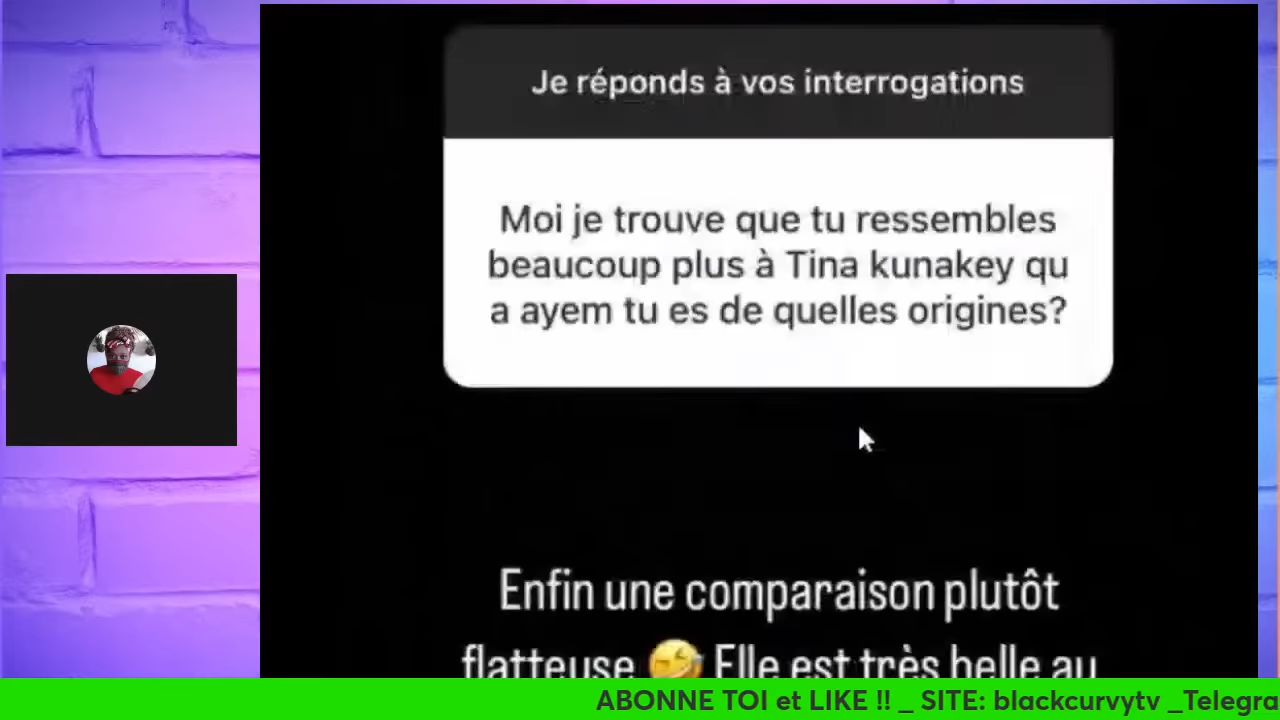 Je réponds à vos interrogations
Moi je trouve que tu ressembles
beaucoup plus à Tina kunakey qu
a ayem tu es de quelles origines?
Enfin une comparaison plutôt
flatteuse 🤣 Elle est très belle au
ABONNE TOI et LIKE !! _ SITE: blackcurvytv _Telegra